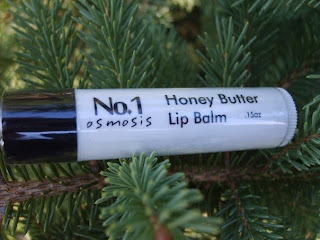 No.1
osmosis
Honey Butter
Lip Balm .15oz